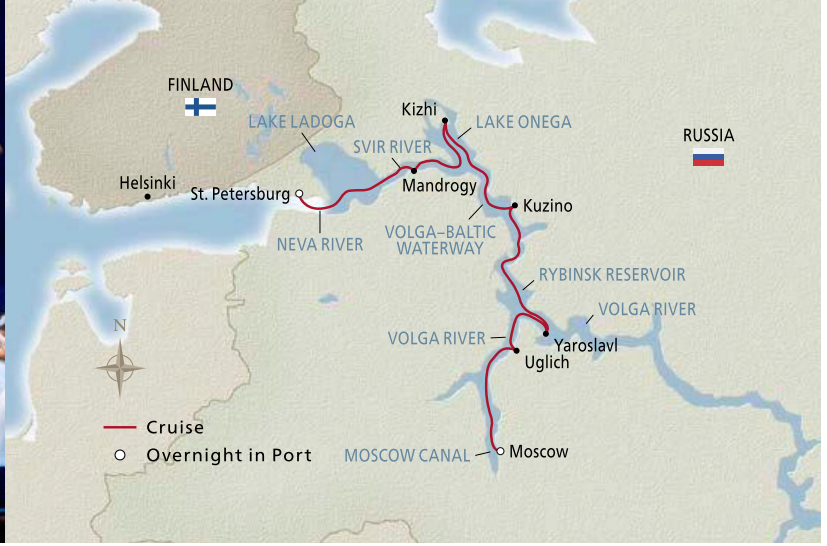 FINLAND
Kizhi
LAKE LADOGA
LAKE ONEGA
RUSSIA
SVIR RIVER
Helsinki
St. Petersburg
Mandrogy
Kuzino
NEVA RIVER
VOLGA–BALTIC
WATERWAY
RYBINSK RESERVOIR
VOLGA RIVER
N
VOLGA RIVER
Yaroslavl
Uglich
Cruise
Overnight in Port
MOSCOW CANAL
Moscow